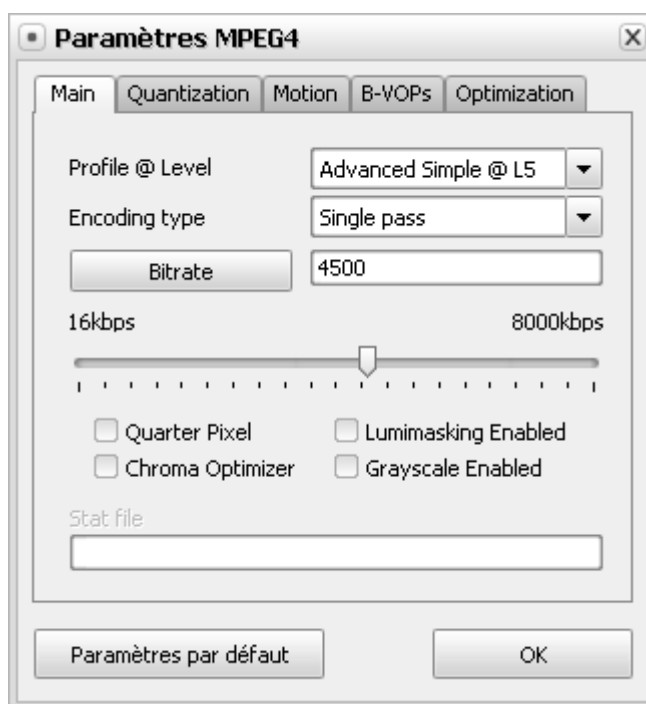 Paramètres MPEG4
Main Quantization Motion B-VOPs Optimization
Profile @ Level Advanced Simple @ L5
Encoding type Single pass
Bitrate 4500
16kbps 8000kbps
Quarter Pixel Lumimasking Enabled
Chroma Optimizer Grayscale Enabled
Stat file
Paramètres par défaut OK